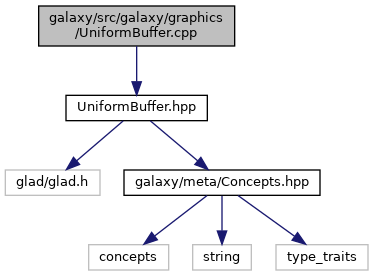 galaxy/src/galaxy/graphics
/UniformBuffer.cpp
UniformBuffer.hpp
glad/glad.h
galaxy/meta/Concepts.hpp
concepts
string
type_traits